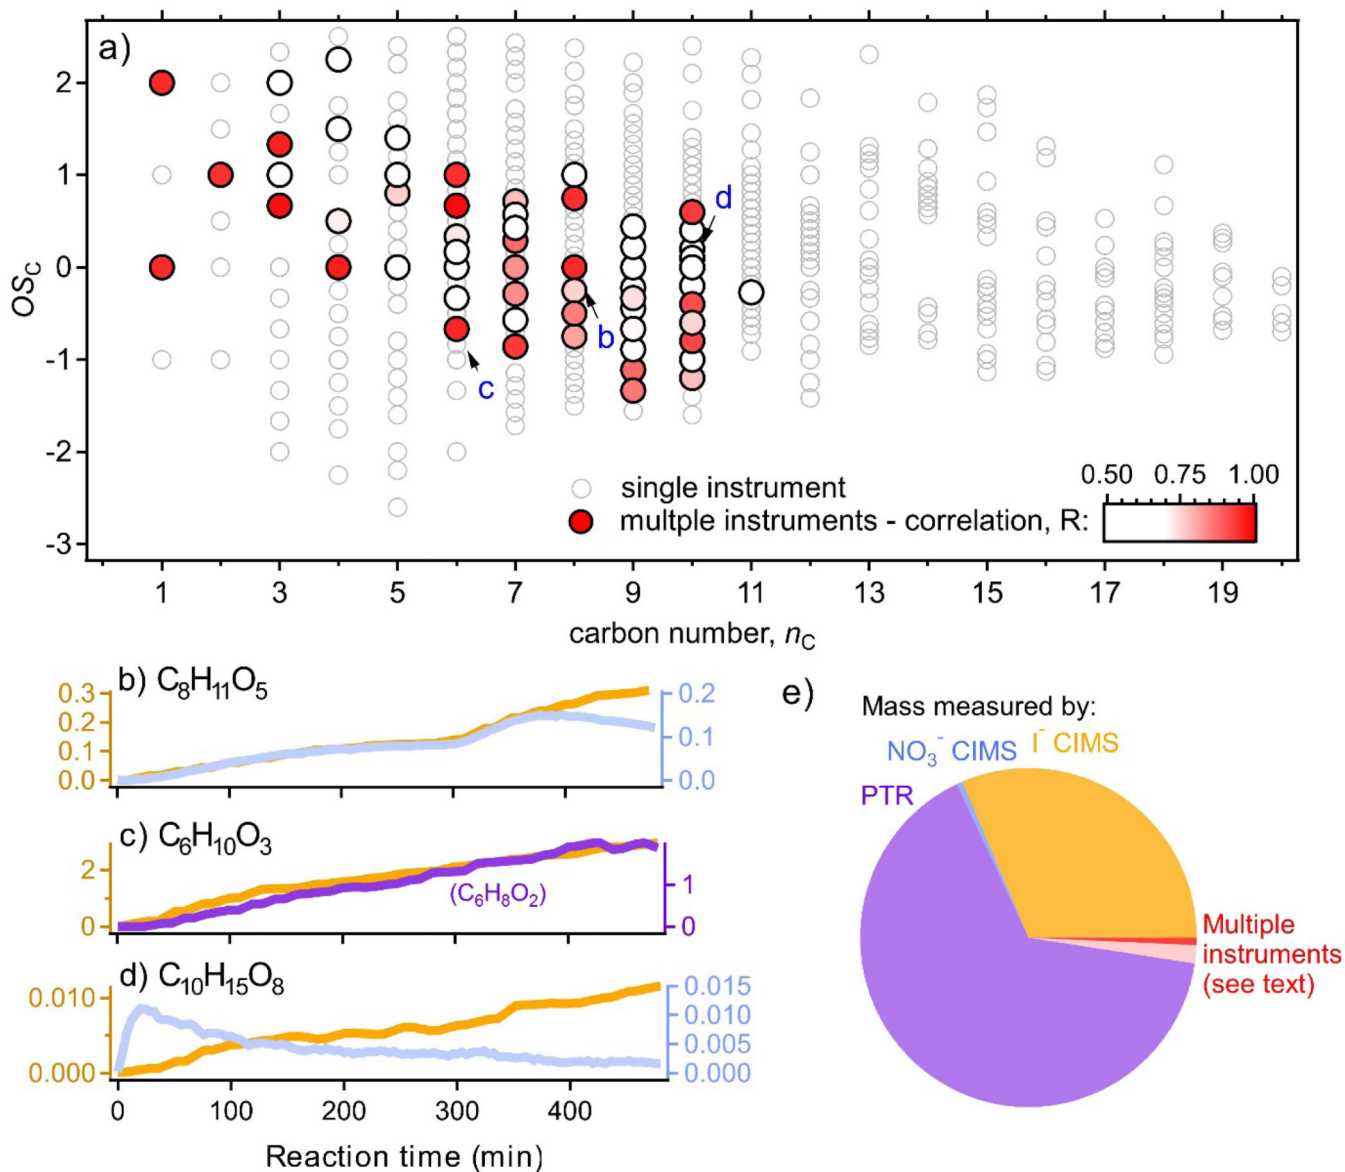 a)
OS_C
2
1
0
-1
-2
-3
d
b
c
0.50 0.75 1.00
single instrument
multple instruments - correlation, R:
1 3 5 7 9 11 13 15 17 19
carbon number, n_C
b) C₈H₁₁O₅
0.3
0.2
0.1
0.0
0.2
0.1
0.0
c) C₆H₁₀O₃
2
0
(C₆H₈O₂)
1
0
d) C₁₀H₁₅O₈
0.010
0.000
0.015
0.010
0.005
0.000
0 100 200 300 400
Reaction time (min)
e)
Mass measured by:
NO₃⁻ CIMS I⁻ CIMS
PTR
Multiple
instruments
(see text)